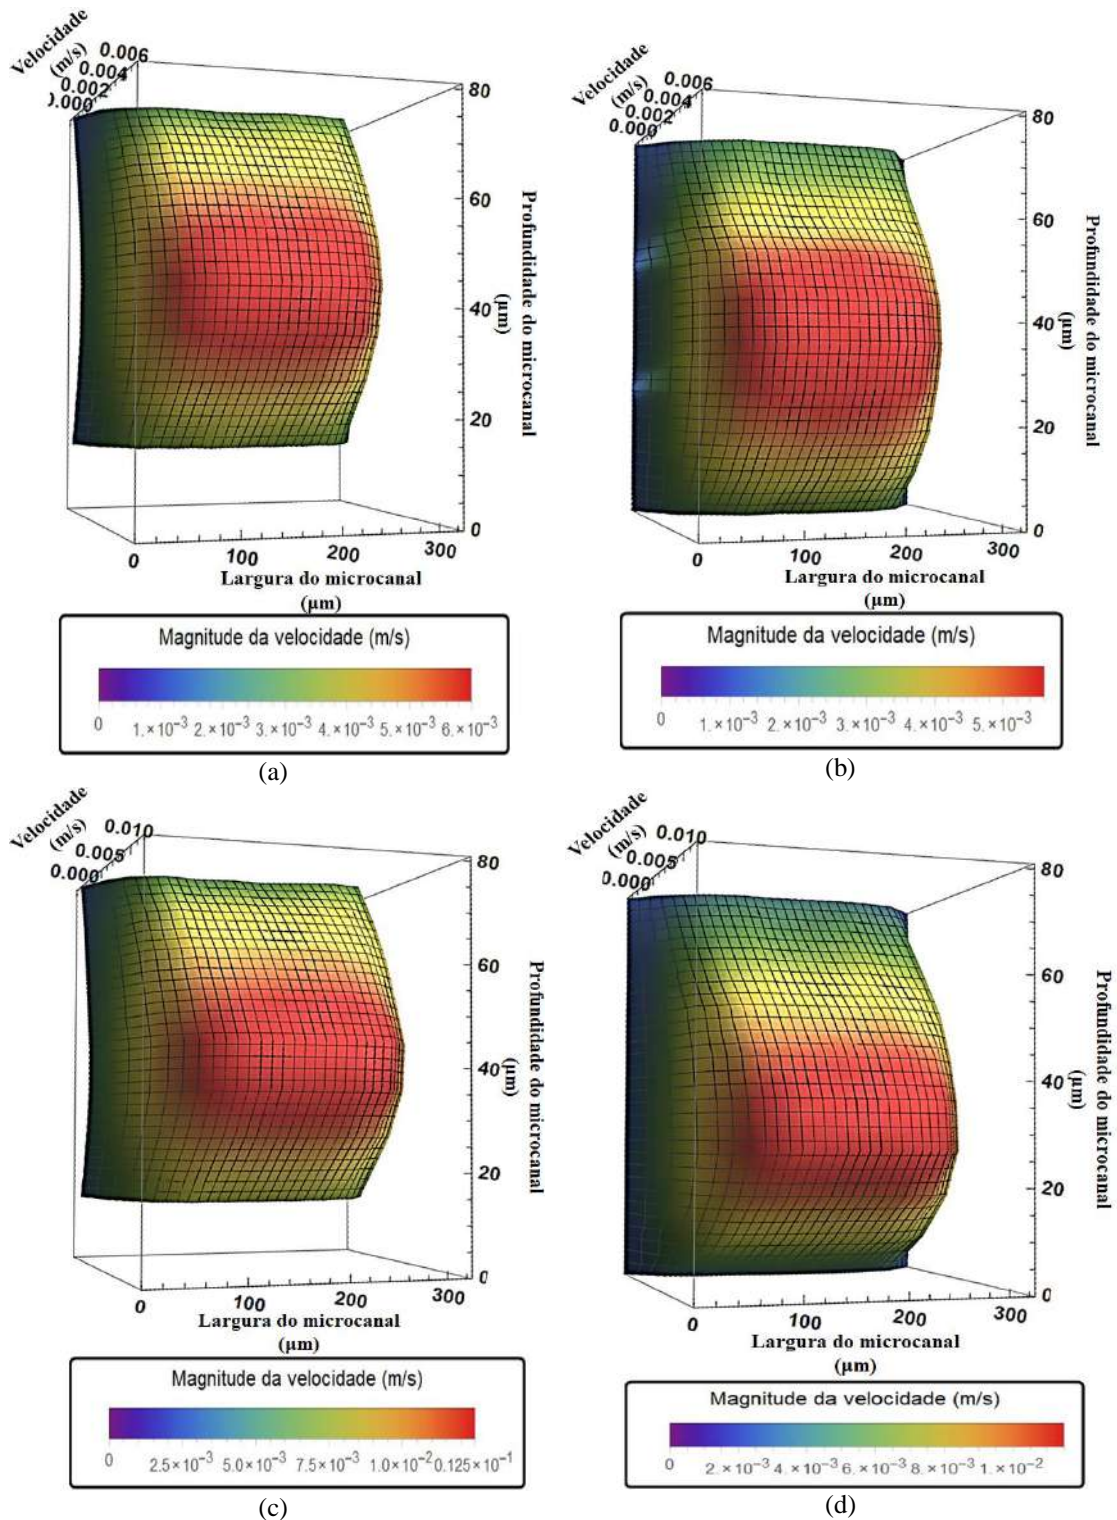 Velocidade
(m/s)
0.006
0.004
0.002
0.000
80
60
40
20
0
Profundidade do microcanal
(µm)
0
100
200
300
Largura do microcanal
(µm)
Magnitude da velocidade (m/s)
0 1.×10⁻³ 2.×10⁻³ 3.×10⁻³ 4.×10⁻³ 5.×10⁻³ 6.×10⁻³
(a)
Velocidade
(m/s)
0.006
0.004
0.002
0.000
80
60
40
20
0
Profundidade do microcanal
(µm)
0
100
200
300
Largura do microcanal
(µm)
Magnitude da velocidade (m/s)
0 1.×10⁻³ 2.×10⁻³ 3.×10⁻³ 4.×10⁻³ 5.×10⁻³
(b)
Velocidade
(m/s)
0.010
0.005
0.000
80
60
40
20
0
Profundidade do microcanal
(µm)
0
100
200
300
Largura do microcanal
(µm)
Magnitude da velocidade (m/s)
0 2.5×10⁻³ 5.0×10⁻³ 7.5×10⁻³ 1.0×10⁻² 0.125×10⁻¹
(c)
Velocidade
(m/s)
0.010
0.005
0.000
80
60
40
20
0
Profundidade do microcanal
(µm)
0
100
200
300
Largura do microcanal
(µm)
Magnitude da velocidade (m/s)
0 2.×10⁻³ 4.×10⁻³ 6.×10⁻³ 8.×10⁻³ 1.×10⁻²
(d)